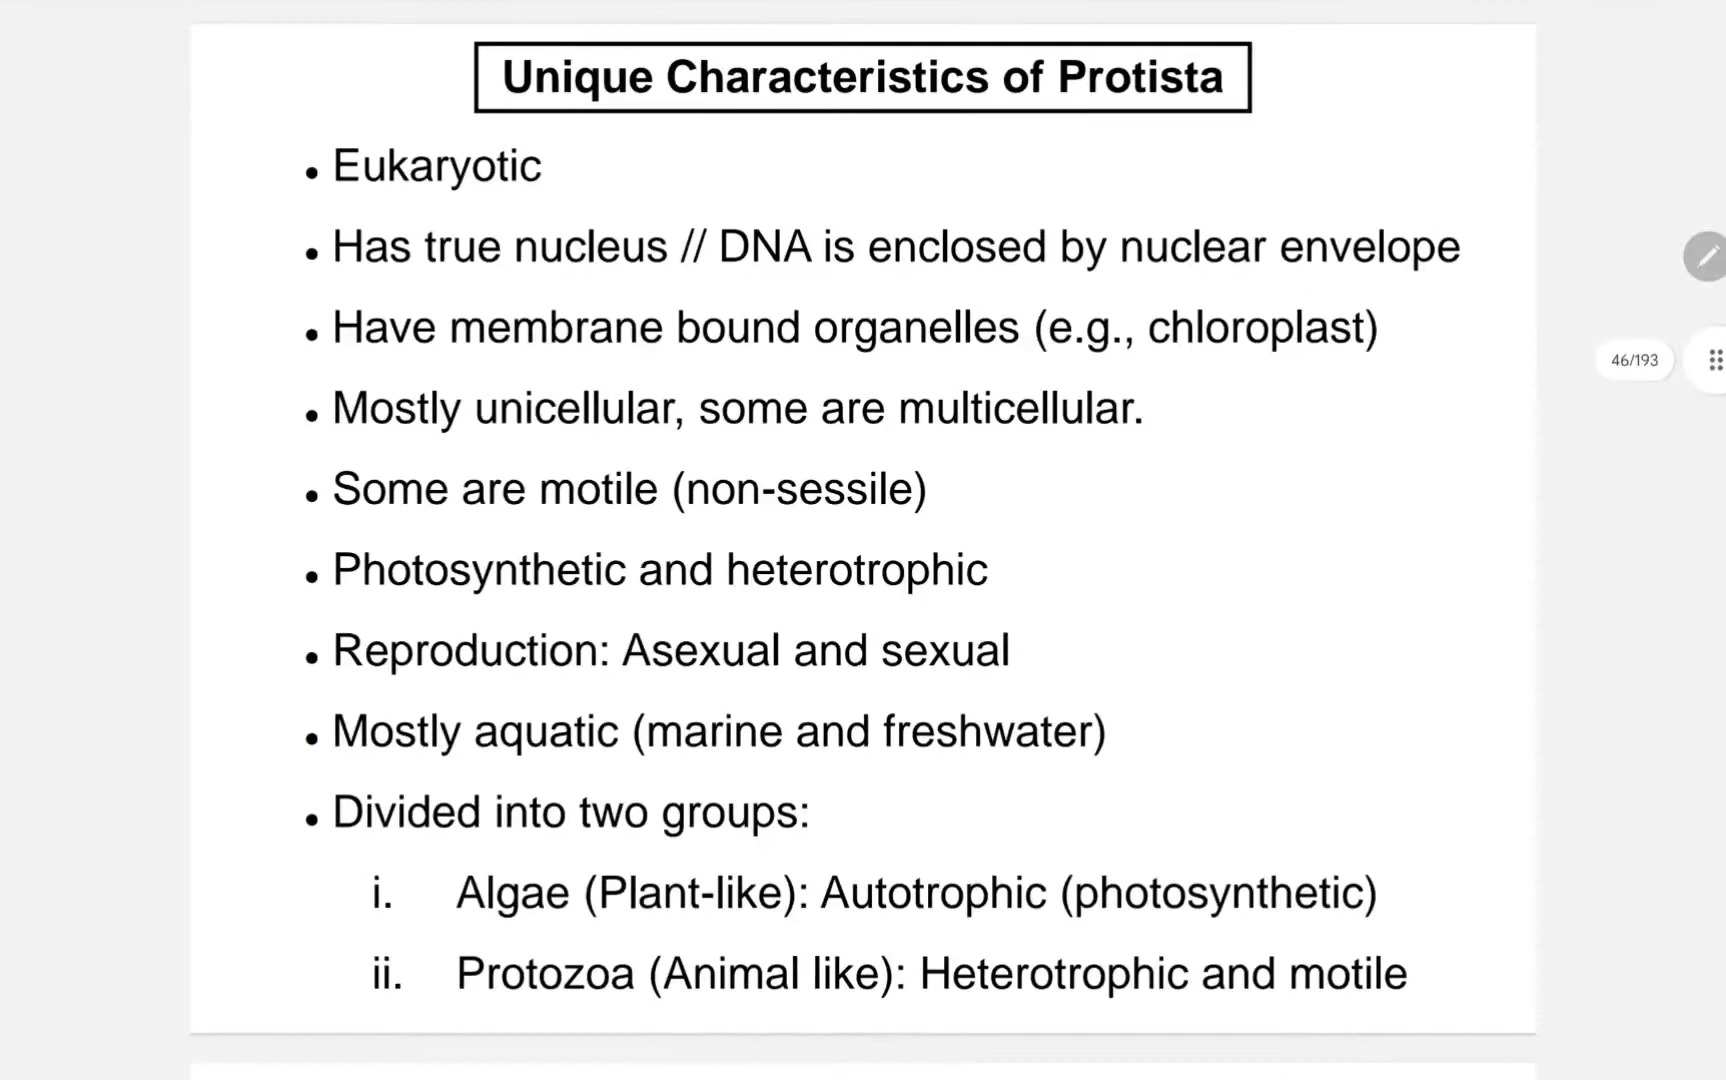 Unique Characteristics of Protista
• Eukaryotic
• Has true nucleus // DNA is enclosed by nuclear envelope
• Have membrane bound organelles (e.g., chloroplast)
• Mostly unicellular, some are multicellular.
• Some are motile (non-sessile)
• Photosynthetic and heterotrophic
• Reproduction: Asexual and sexual
• Mostly aquatic (marine and freshwater)
• Divided into two groups:
i. Algae (Plant-like): Autotrophic (photosynthetic)
ii. Protozoa (Animal like): Heterotrophic and motile
46/193